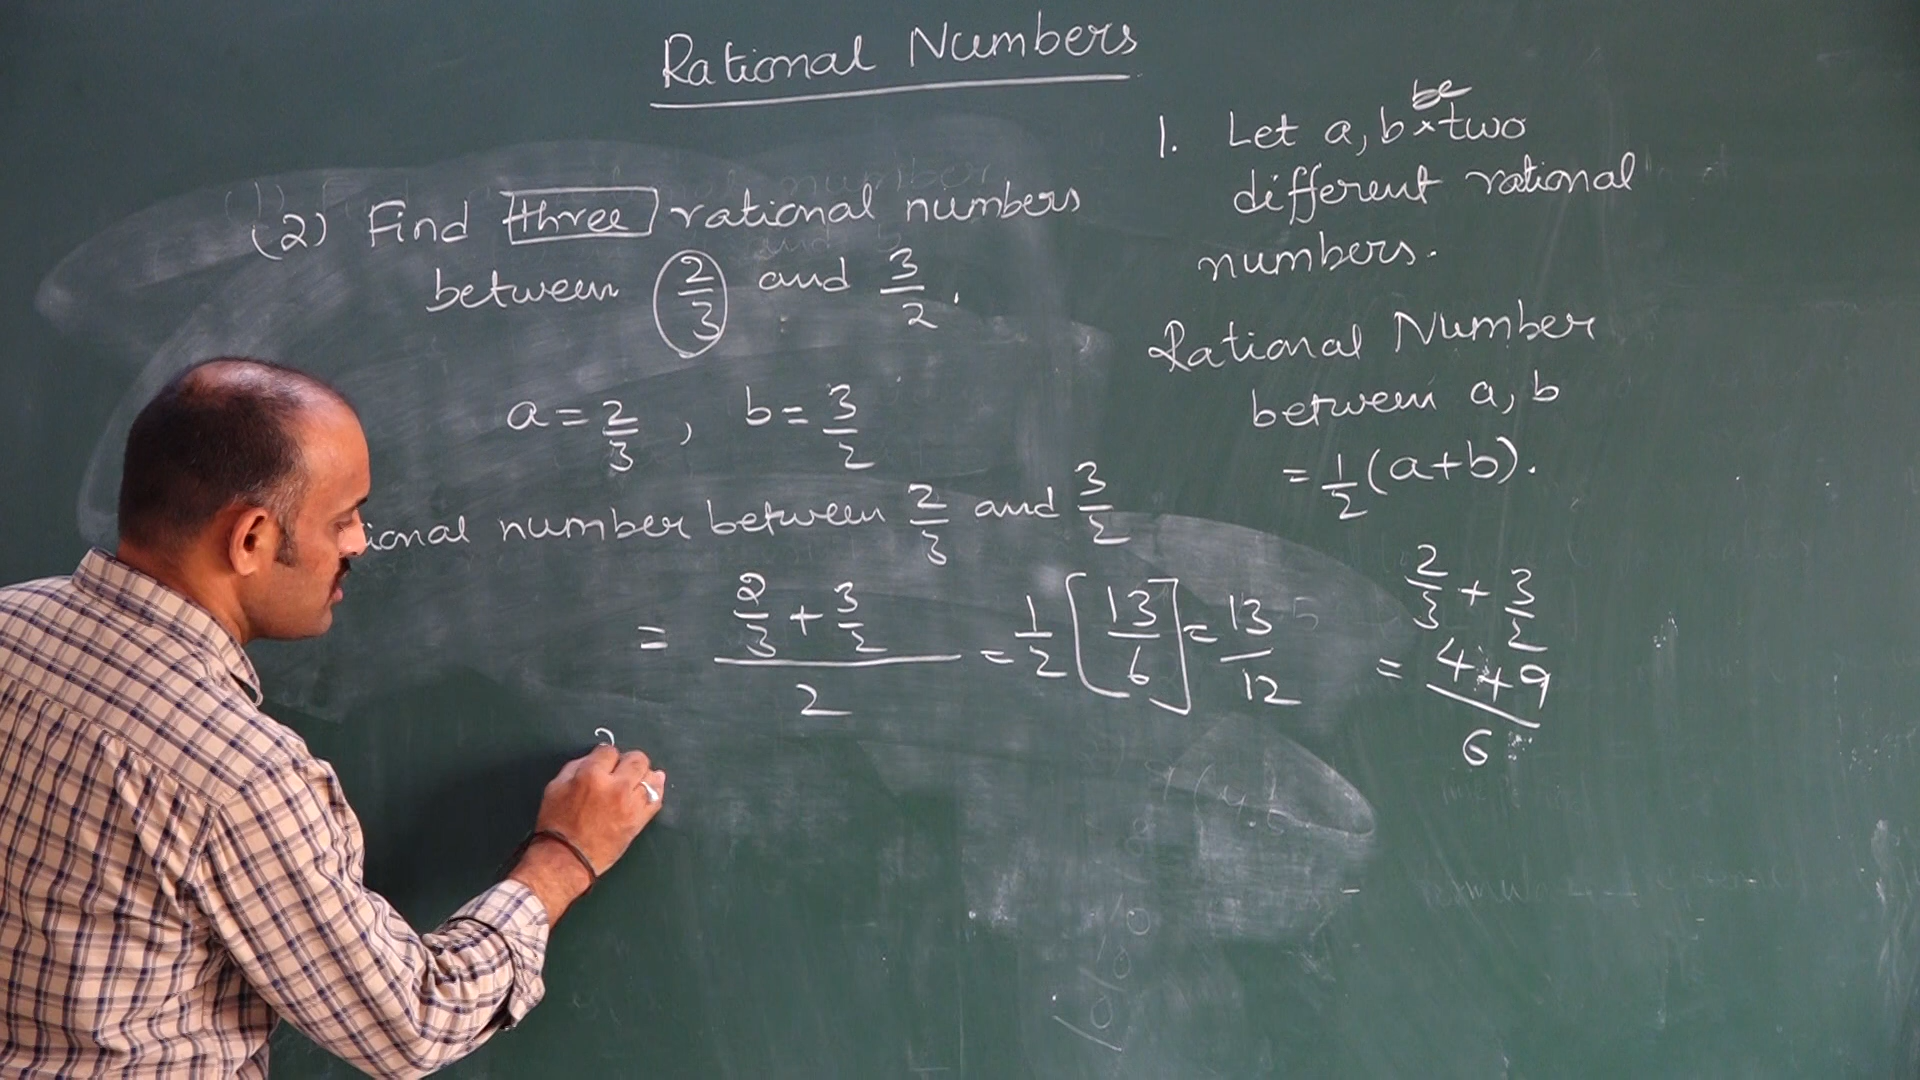 Rational Numbers
(2) Find three rational numbers
between 2/3 and 3/2.
a = 2/3, b = 3/2
ional number between 2/3 and 3/2
= (2/3 + 3/2)/2 = 1/2 [13/6] = 13/12
1. Let a, b be two
different rational
numbers.
Rational Number
between a, b
= 1/2 (a+b).
2/3 + 3/2
= (4+9)/6